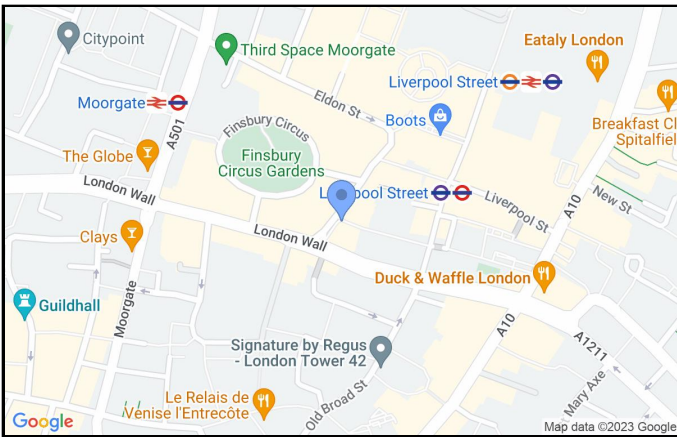 Citypoint
Third Space Moorgate
Eataly London
Liverpool Street
Moorgate
Eldon St
Boots
Breakfast Cl
Spitalfiel
A501
Finsbury Circus
The Globe
Finsbury
Circus Gardens
London Wall
Liverpool Street
New St
Liverpool St
A10
Clays
London Wall
Duck & Waffle London
Guildhall
Moorgate
A10
A1211
Signature by Regus
- London Tower 42
Mary Axe
Le Relais de
Venise l'Entrecôte
Old Broad St
Google
Map data ©2023 Google